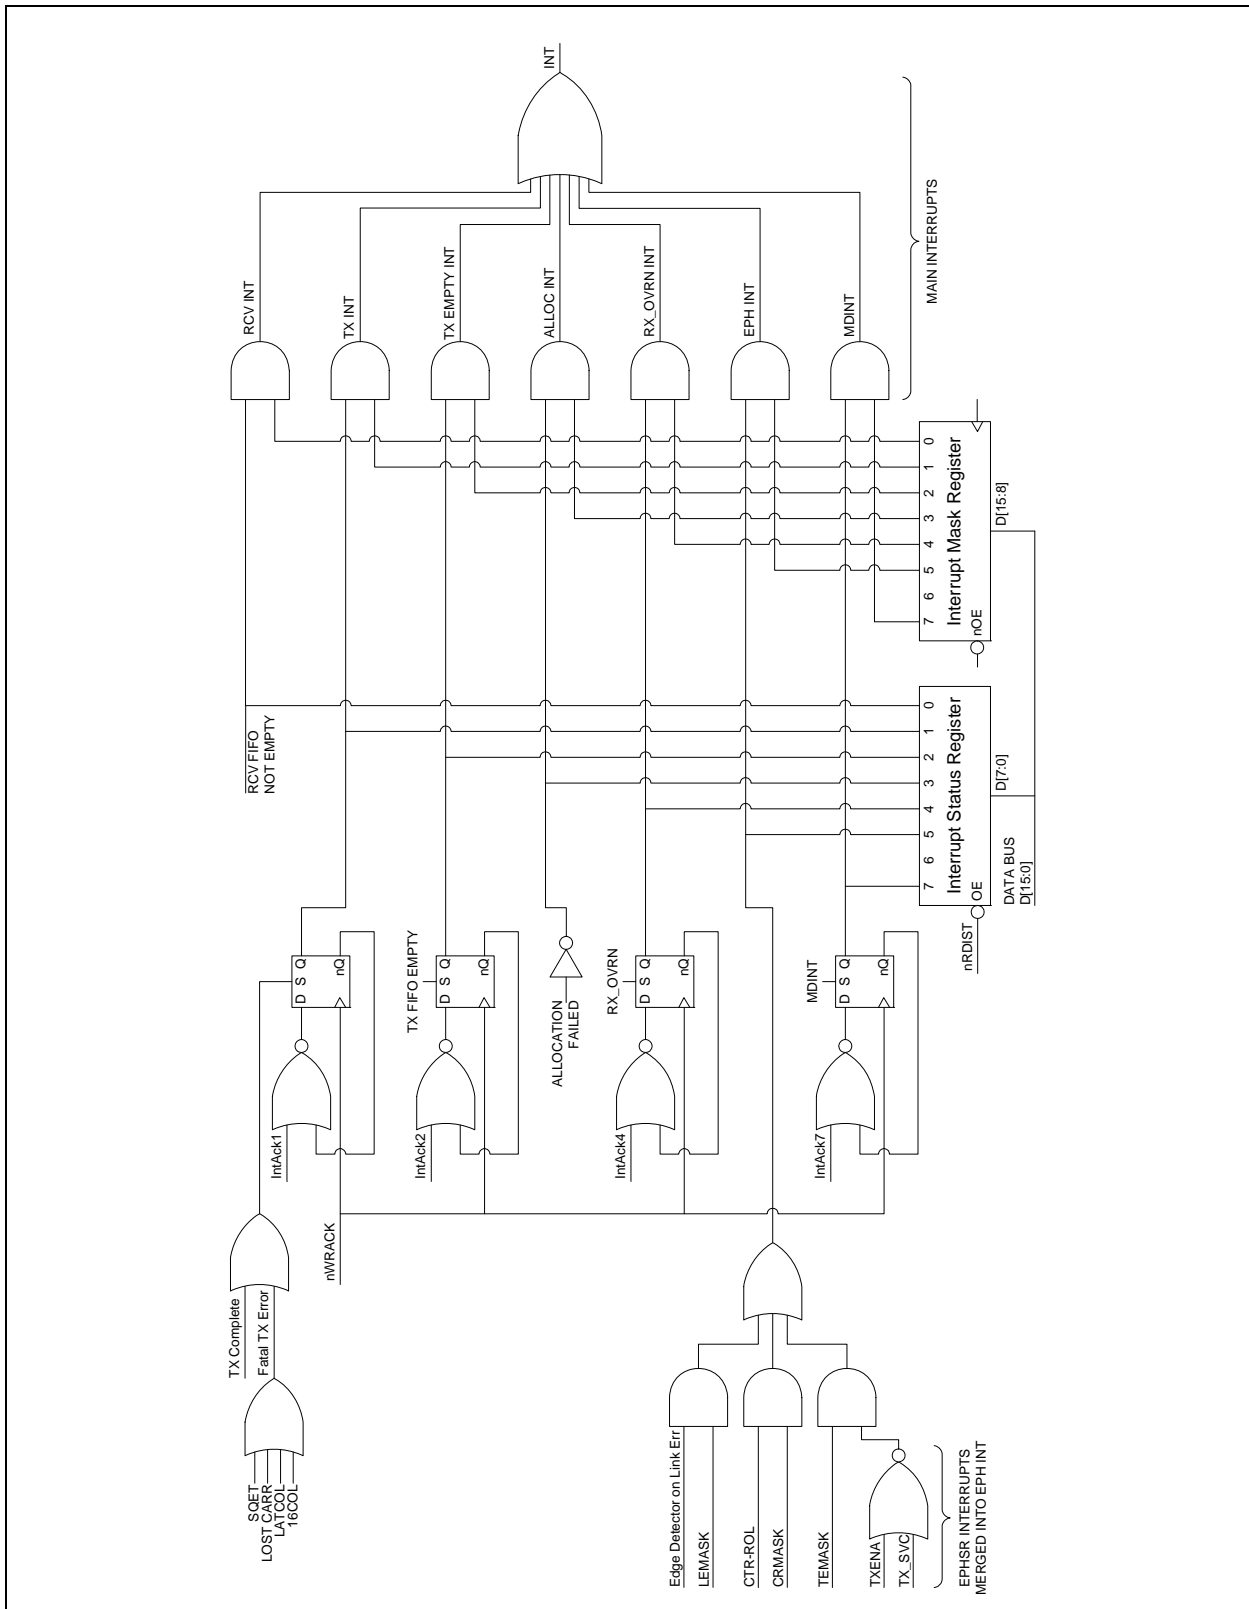 INT
RCV INT
TX INT
TX EMPTY INT
ALLOC INT
RX_OVRN INT
EPH INT
MDINT
MAIN INTERRUPTS
0
1
2
3
4
5
6
7
Interrupt Mask Register
nOE
D[15:8]
RCV FIFO
NOT EMPTY
0
1
2
3
4
5
6
7
Interrupt Status Register
OE
nRDIST
D[7:0]
DATA BUS
D[15:0]
D
S
Q
nQ
TX FIFO EMPTY
D
S
Q
nQ
ALLOCATION
FAILED
RX_OVRN
D
S
Q
nQ
MDINT
D
S
Q
nQ
IntAck1
IntAck2
IntAck4
IntAck7
nWRACK
TX Complete
Fatal TX Error
SQET
LOST CARR
LATCOL
16COL
Edge Detector on Link Err
LEMASK
CTR-ROL
CRMASK
TEMASK
TXENA
TX_SVC
EPHSR INTERRUPTS
MERGED INTO EPH INT